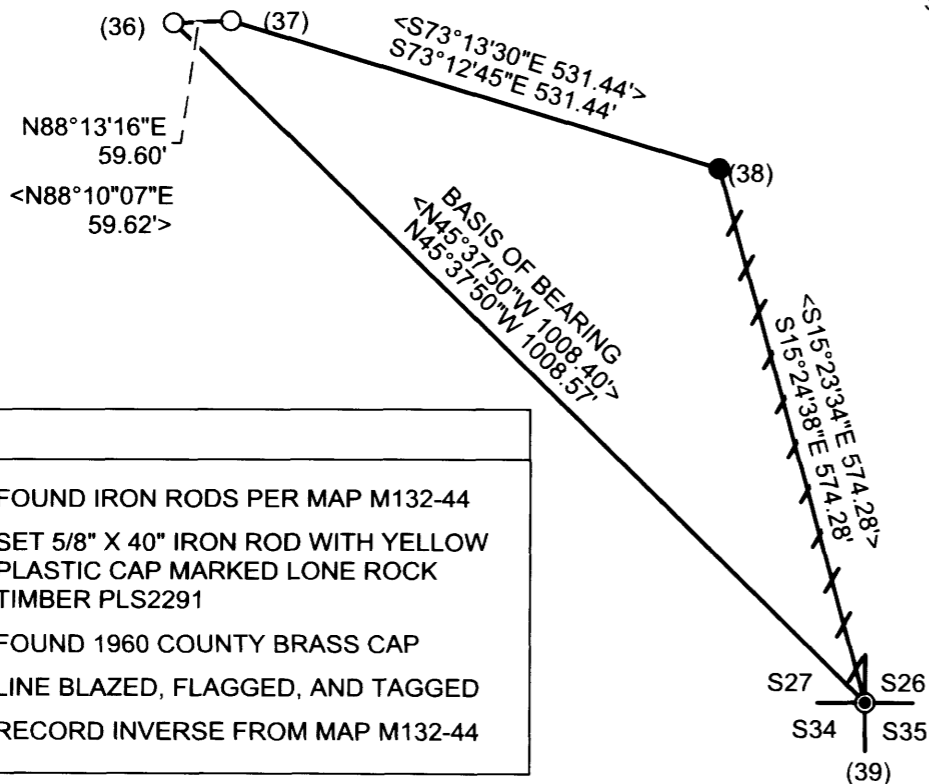 (36)
(37)
<S73°13'30"E 531.44'>
S73°12'45"E 531.44'
N88°13'16"E
59.60'
<N88°10"07"E
59.62'>
(38)
BASIS OF BEARING
<N45°37'50"W 1008.40'>
N45°37'50"W 1008.57'
<S15°23'34"E 574.28'>
S15°24'38"E 574.28'
FOUND IRON RODS PER MAP M132-44
SET 5/8" X 40" IRON ROD WITH YELLOW
PLASTIC CAP MARKED LONE ROCK
TIMBER PLS2291
FOUND 1960 COUNTY BRASS CAP
LINE BLAZED, FLAGGED, AND TAGGED
RECORD INVERSE FROM MAP M132-44
S27
S26
S34
S35
(39)